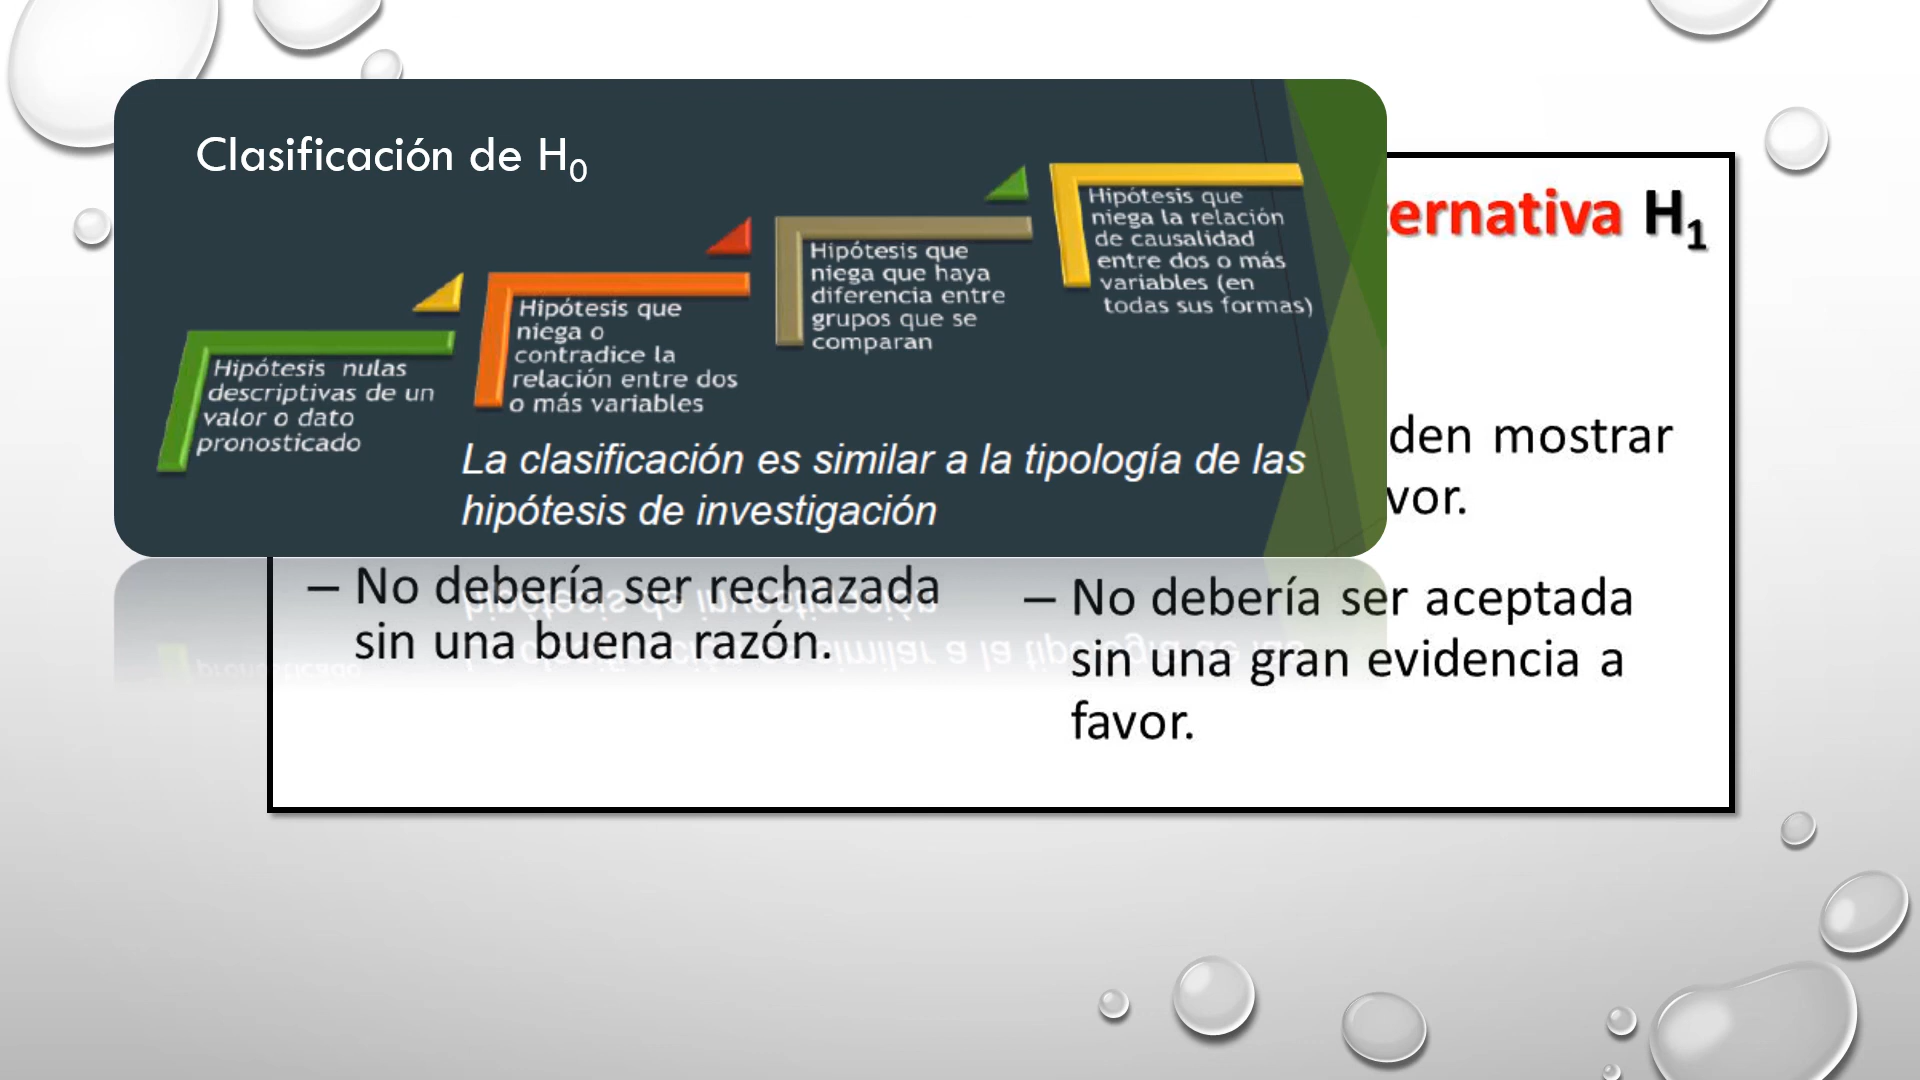 Clasificación de H0
Hipótesis nulas
descriptivas de un
valor o dato
pronosticado
Hipótesis que
niega o
contradice la
relación entre dos
o más variables
Hipótesis que
niega que haya
diferencia entre
grupos que se
comparan
Hipótesis que
niega la relación
de causalidad
entre dos o más
variables (en
todas sus formas)
La clasificación es similar a la tipología de las
hipótesis de investigación
ernativa H1
den mostrar
vor.
– No debería ser rechazada
sin una buena razón.
– No debería ser aceptada
sin una gran evidencia a
favor.